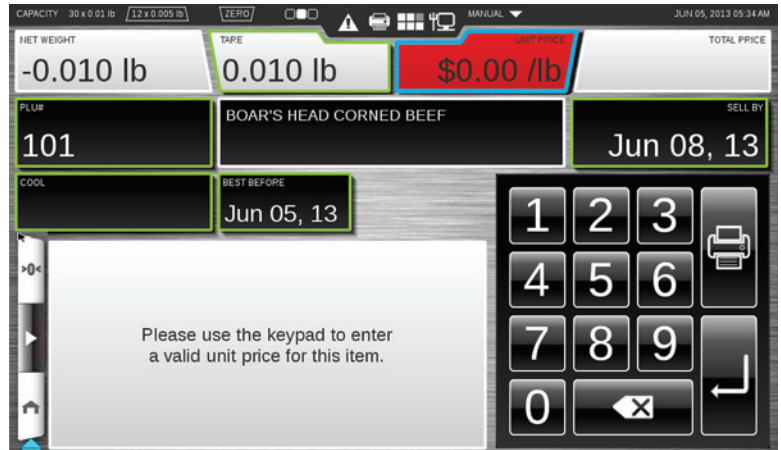 CAPACITY 30 x 0.01 lb 12 x 0.005 lb ZERO MANUAL JUN 05, 2013 05:34 AM
NET WEIGHT TARE UNIT PRICE TOTAL PRICE
-0.010 lb 0.010 lb $0.00 /lb
PLU# BOAR'S HEAD CORNED BEEF SELL BY
101 Jun 08, 13
COOL BEST BEFORE
Jun 05, 13
1 2 3
>0<
4 5 6
Please use the keypad to enter
a valid unit price for this item.
7 8 9
0